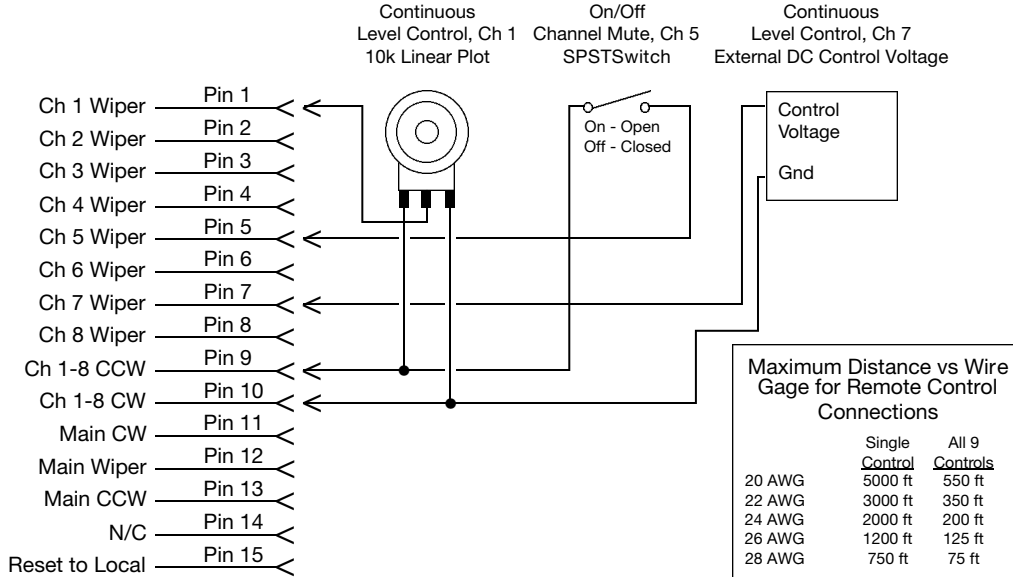 Continuous
Level Control, Ch 1
10k Linear Plot
On/Off
Channel Mute, Ch 5
SPSTSwitch
Continuous
Level Control, Ch 7
External DC Control Voltage
Ch 1 Wiper Pin 1
Ch 2 Wiper Pin 2
Ch 3 Wiper Pin 3
Ch 4 Wiper Pin 4
Ch 5 Wiper Pin 5
Ch 6 Wiper Pin 6
Ch 7 Wiper Pin 7
Ch 8 Wiper Pin 8
Ch 1-8 CCW Pin 9
Ch 1-8 CW Pin 10
Main CW Pin 11
Main Wiper Pin 12
Main CCW Pin 13
N/C Pin 14
Reset to Local Pin 15
On - Open
Off - Closed
Control
Voltage
Gnd
Maximum Distance vs Wire
Gage for Remote Control
Connections
Single All 9
Control Controls
20 AWG 5000 ft 550 ft
22 AWG 3000 ft 350 ft
24 AWG 2000 ft 200 ft
26 AWG 1200 ft 125 ft
28 AWG 750 ft 75 ft